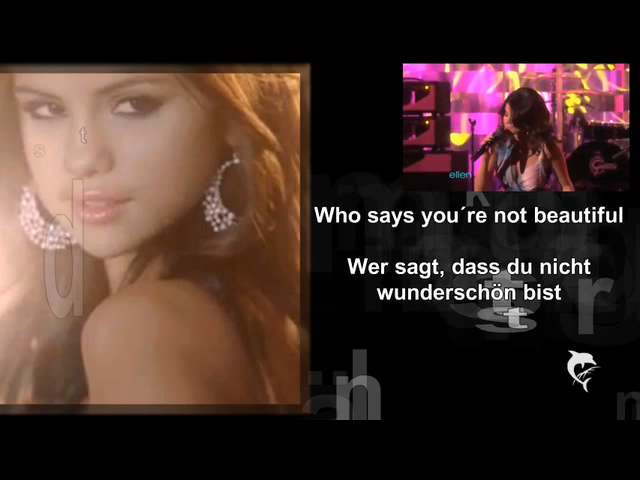 ellen
Who says you´re not beautiful
Wer sagt, dass du nicht
wunderschön bist